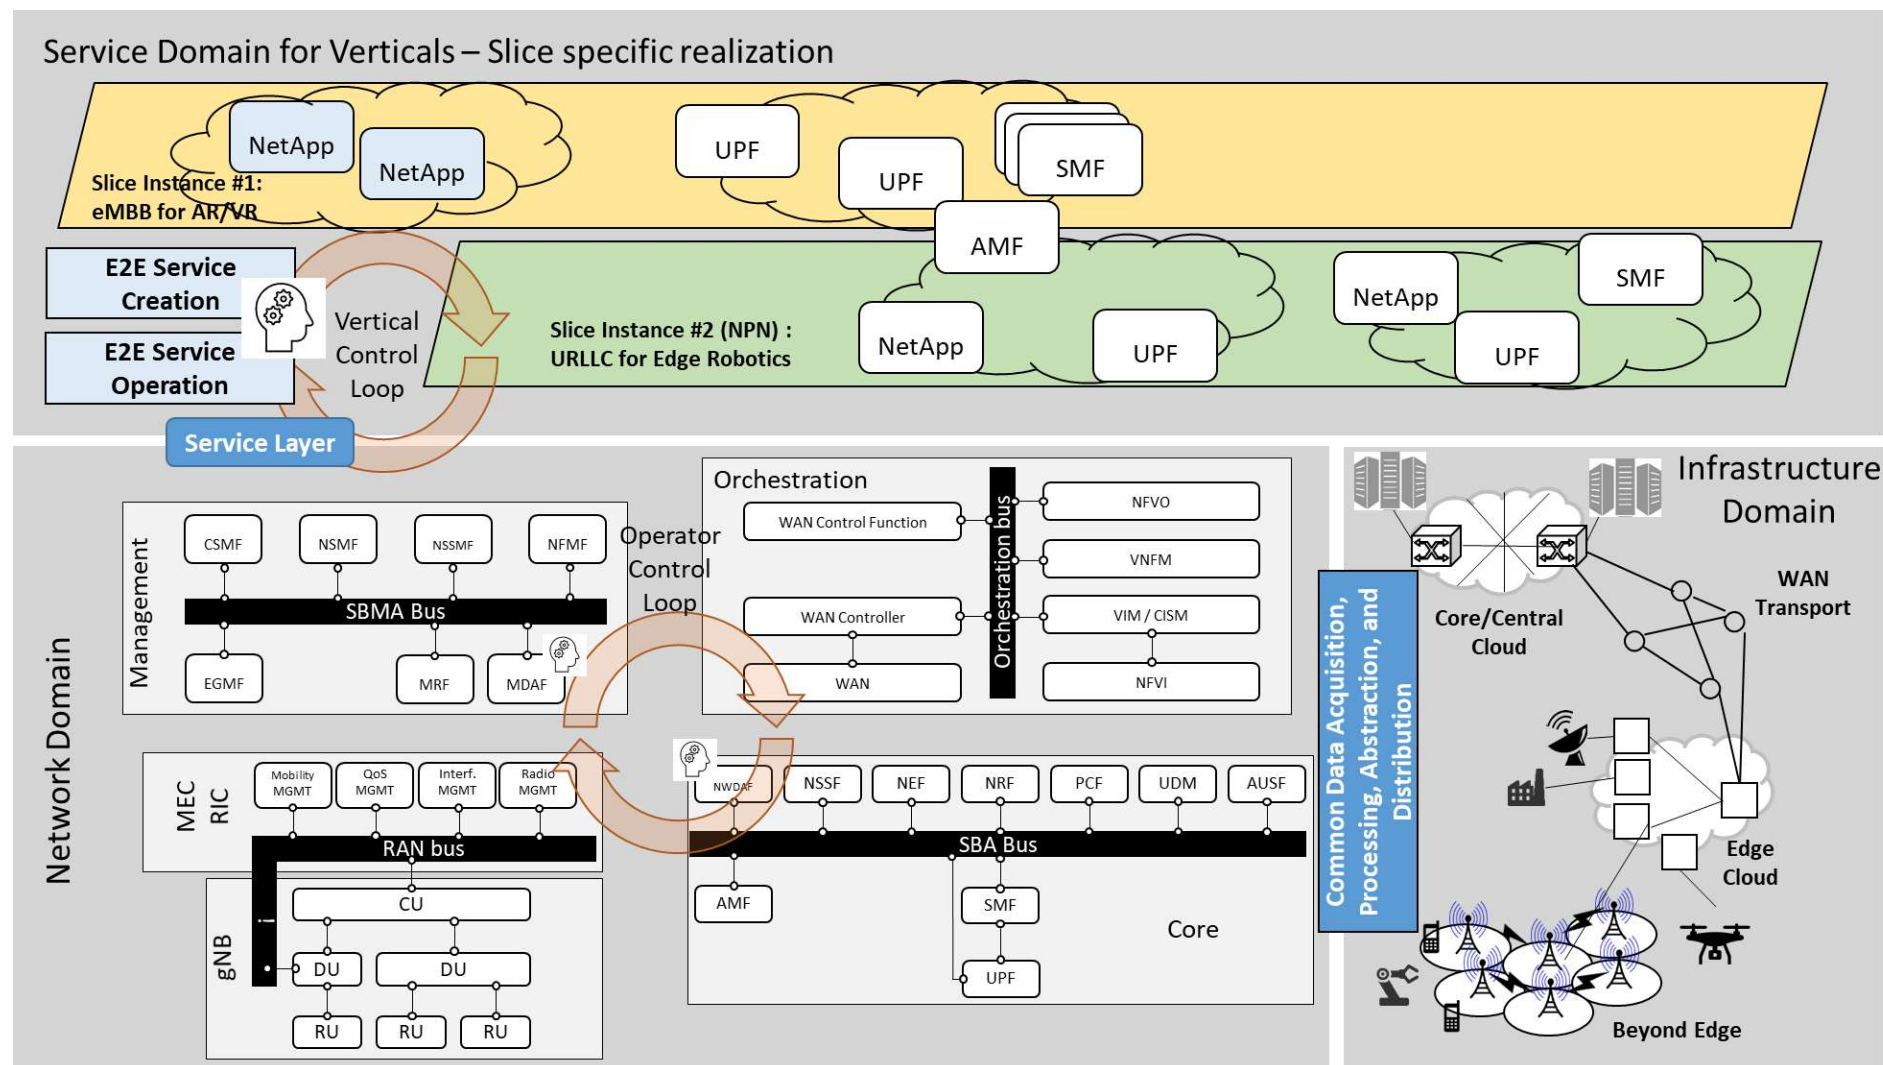 Service Domain for Verticals – Slice specific realization
NetApp
NetApp
Slice Instance #1:
eMBB for AR/VR
UPF
UPF
SMF
AMF
E2E Service
Creation
E2E Service
Operation
Vertical
Control
Loop
Service Layer
Slice Instance #2 (NPN) :
URLLC for Edge Robotics
NetApp
UPF
NetApp
SMF
UPF
Network Domain
Management
CSMF
NSMF
NSSMF
NFMF
SBMA Bus
EGMF
MRF
MDAF
Operator
Control
Loop
Orchestration
WAN Control Function
WAN Controller
WAN
Orchestration bus
NFVO
VNFM
VIM / CISM
NFVI
MEC
RIC
Mobility
MGMT
QoS
MGMT
Interf.
MGMT
Radio
MGMT
RAN bus
gNB
CU
DU
DU
RU
RU
RU
NWDAF
NSSF
NEF
NRF
PCF
UDM
AUSF
SBA Bus
AMF
SMF
UPF
Core
Common Data Acquisition,
Processing, Abstraction, and
Distribution
Infrastructure
Domain
Core/Central
Cloud
WAN
Transport
Edge
Cloud
Beyond Edge